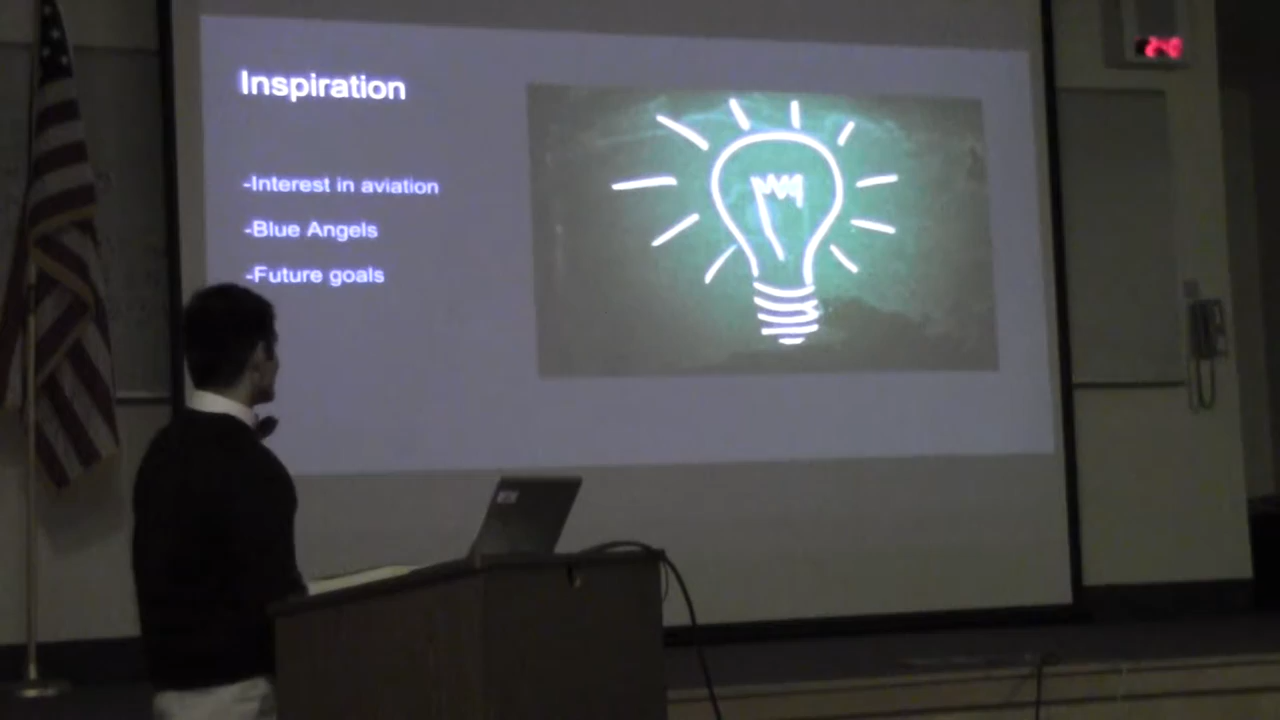 Inspiration
-Interest in aviation
-Blue Angels
-Future goals